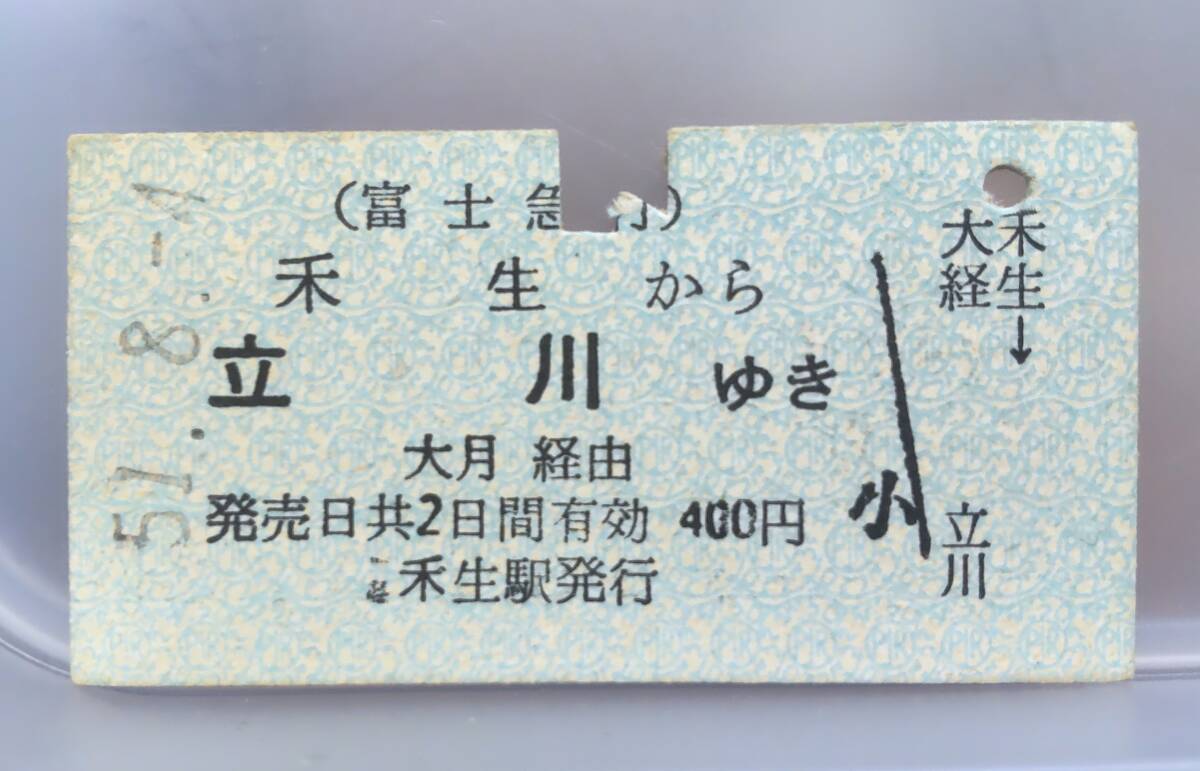 (富士急行)
禾生から
立川ゆき
大月経由
発売日共2日間有効 400円
禾生駅発行
51.8.-4
小
禾生→
大経
立川